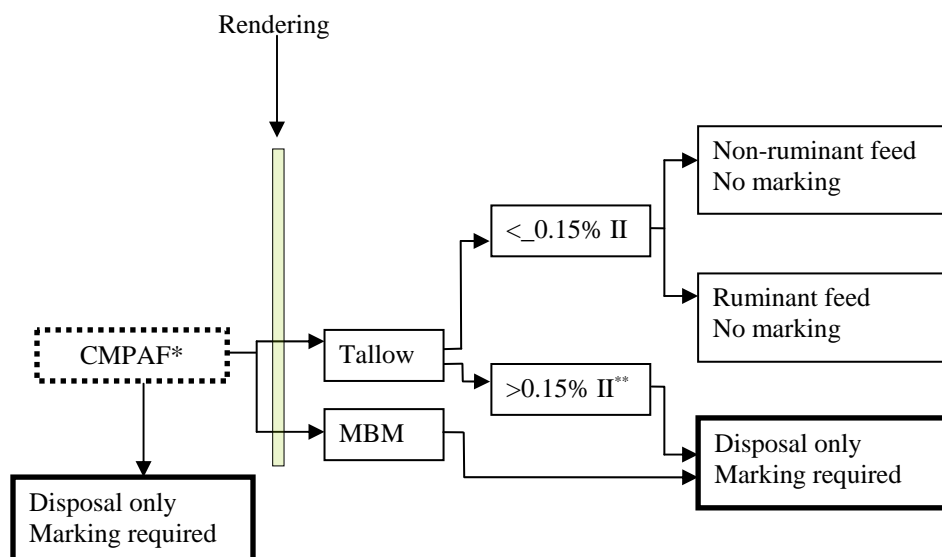 Rendering
Non-ruminant feed
No marking
<_0.15% II
Ruminant feed
No marking
CMPAF*
Tallow
>0.15% II**
MBM
Disposal only
Marking required
Disposal only
Marking required